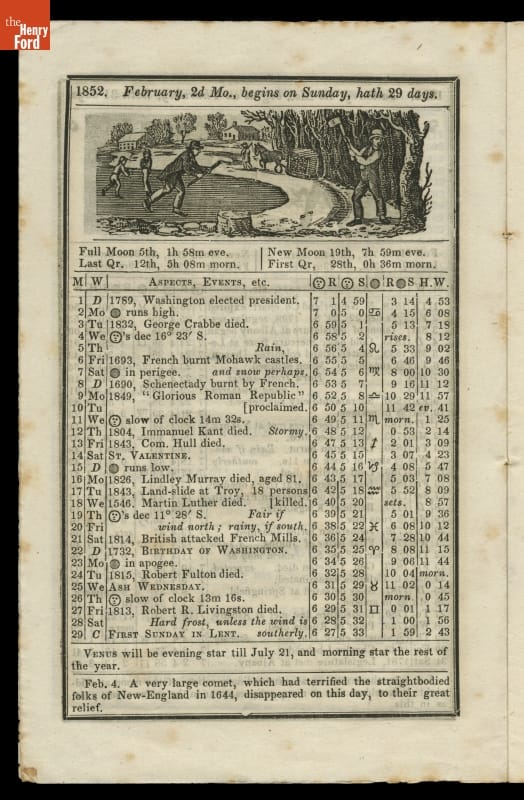 the
Henry
Ford
1852. February, 2d Mo., begins on Sunday, hath 29 days.
Full Moon 5th, 1h 58m eve. New Moon 19th, 7h 59m eve.
Last Qr. 12th, 5h 08m morn. First Qr, 28th, 0h 36m morn.
M W ASPECTS, EVENTS, etc. R S R S H.W.
1 D 1789, Washington elected president. 7 1 4 59 3 14 4 53
2 Mo runs high. 7 0 5 0 ♋ 4 15 6 08
3 Tu 1832, George Crabbe died. 6 59 5 1 5 13 7 18
4 We 's dec 16° 23' S. 6 58 5 2 rises. 8 12
5 Th Rain, 6 56 5 4 ♌ 5 33 9 02
6 Fri 1693, French burnt Mohawk castles. 6 55 5 5 6 46 9 46
7 Sat in perigee. and snow perhaps. 6 54 5 6 ♍ 8 00 10 30
8 D 1690, Schenectady burnt by French. 6 53 5 7 9 16 11 12
9 Mo 1849, "Glorious Roman Republic" 6 52 5 8 ♎ 10 29 11 57
10 Tu [proclaimed. 6 50 5 10 11 42 ev. 41
11 We slow of clock 14m 32s. 6 49 5 11 ♏ morn. 1 25
12 Th 1804, Immanuel Kant died. Stormy. 6 48 5 12 0 53 2 14
13 Fri 1843, Com. Hull died. 6 47 5 13 ♐ 2 01 3 09
14 Sat ST. VALENTINE. 6 45 5 15 3 07 4 23
15 D runs low. 6 44 5 16 ♑ 4 08 5 47
16 Mo 1826, Lindley Murray died, aged 81. 6 43 5 17 5 03 7 08
17 Tu 1843, Land-slide at Troy, 18 persons 6 42 5 18 ♒ 5 52 8 09
18 We 1546, Martin Luther died. [killed. 6 40 5 20 sets. 8 57
19 Th 's dec 11° 28' S. Fair if 6 39 5 21 5 01 9 36
20 Fri wind north; rainy, if south. 6 38 5 22 ♓ 6 08 10 12
21 Sat 1814, British attacked French Mills. 6 36 5 24 7 28 10 44
22 D 1732, BIRTHDAY OF WASHINGTON. 6 35 5 25 ♈ 8 08 11 15
23 Mo in apogee. 6 34 5 26 9 06 11 44
24 Tu 1815, Robert Fulton died. 6 32 5 28 10 04 morn.
25 We ASH WEDNESDAY. 6 31 5 29 ♉ 11 02 0 14
26 Th slow of clock 13m 16s. 6 30 5 30 morn. 0 45
27 Fri 1813, Robert R. Livingston died. 6 29 5 31 ♊ 0 01 1 17
28 Sat Hard frost, unless the wind is 6 28 5 32 1 00 1 56
29 C FIRST SUNDAY IN LENT. southerly. 6 27 5 33 1 59 2 43
VENUS will be evening star till July 21, and morning star the rest of
the year.
Feb. 4. A very large comet, which had terrified the straightbodied
folks of New-England in 1644, disappeared on this day, to their great
relief.